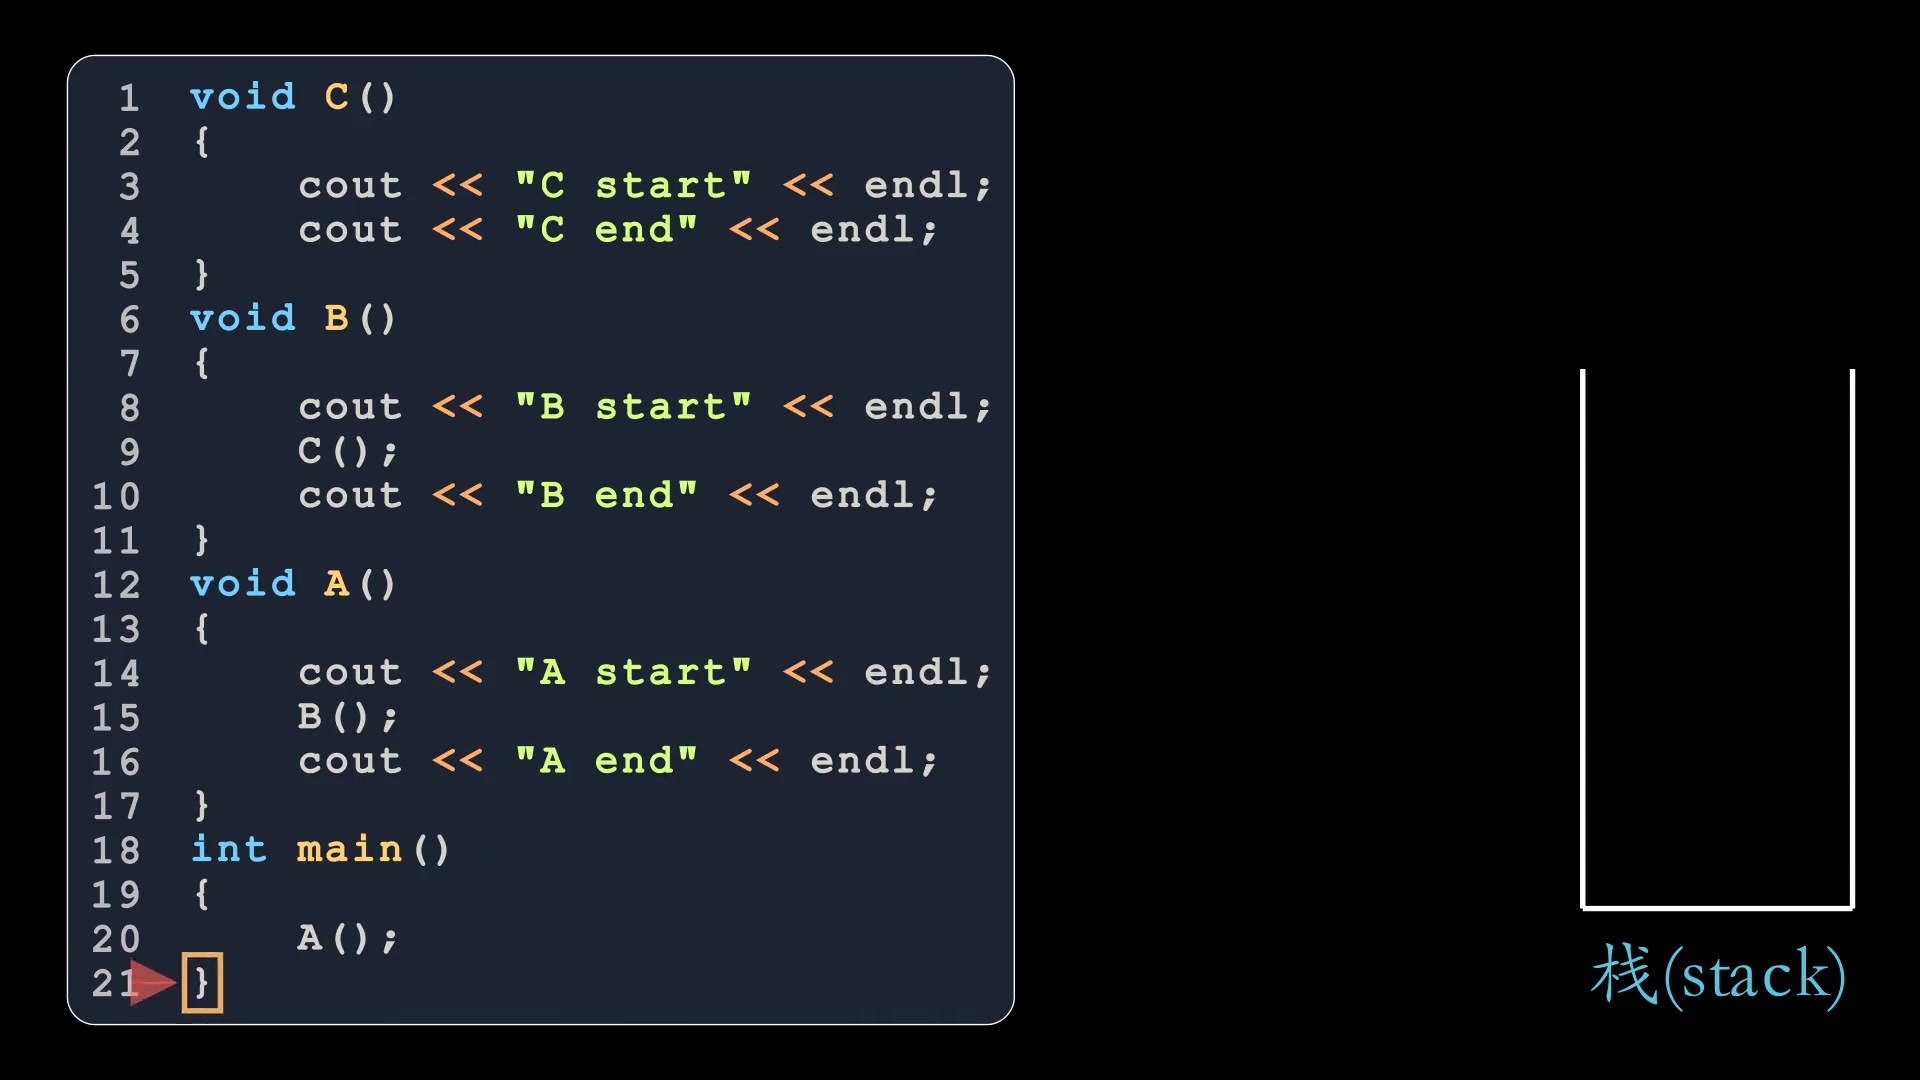 1 void C()
2 {
3     cout << "C start" << endl;
4     cout << "C end" << endl;
5 }
6 void B()
7 {
8     cout << "B start" << endl;
9     C();
10     cout << "B end" << endl;
11 }
12 void A()
13 {
14     cout << "A start" << endl;
15     B();
16     cout << "A end" << endl;
17 }
18 int main()
19 {
20     A();
21 }
栈(stack)